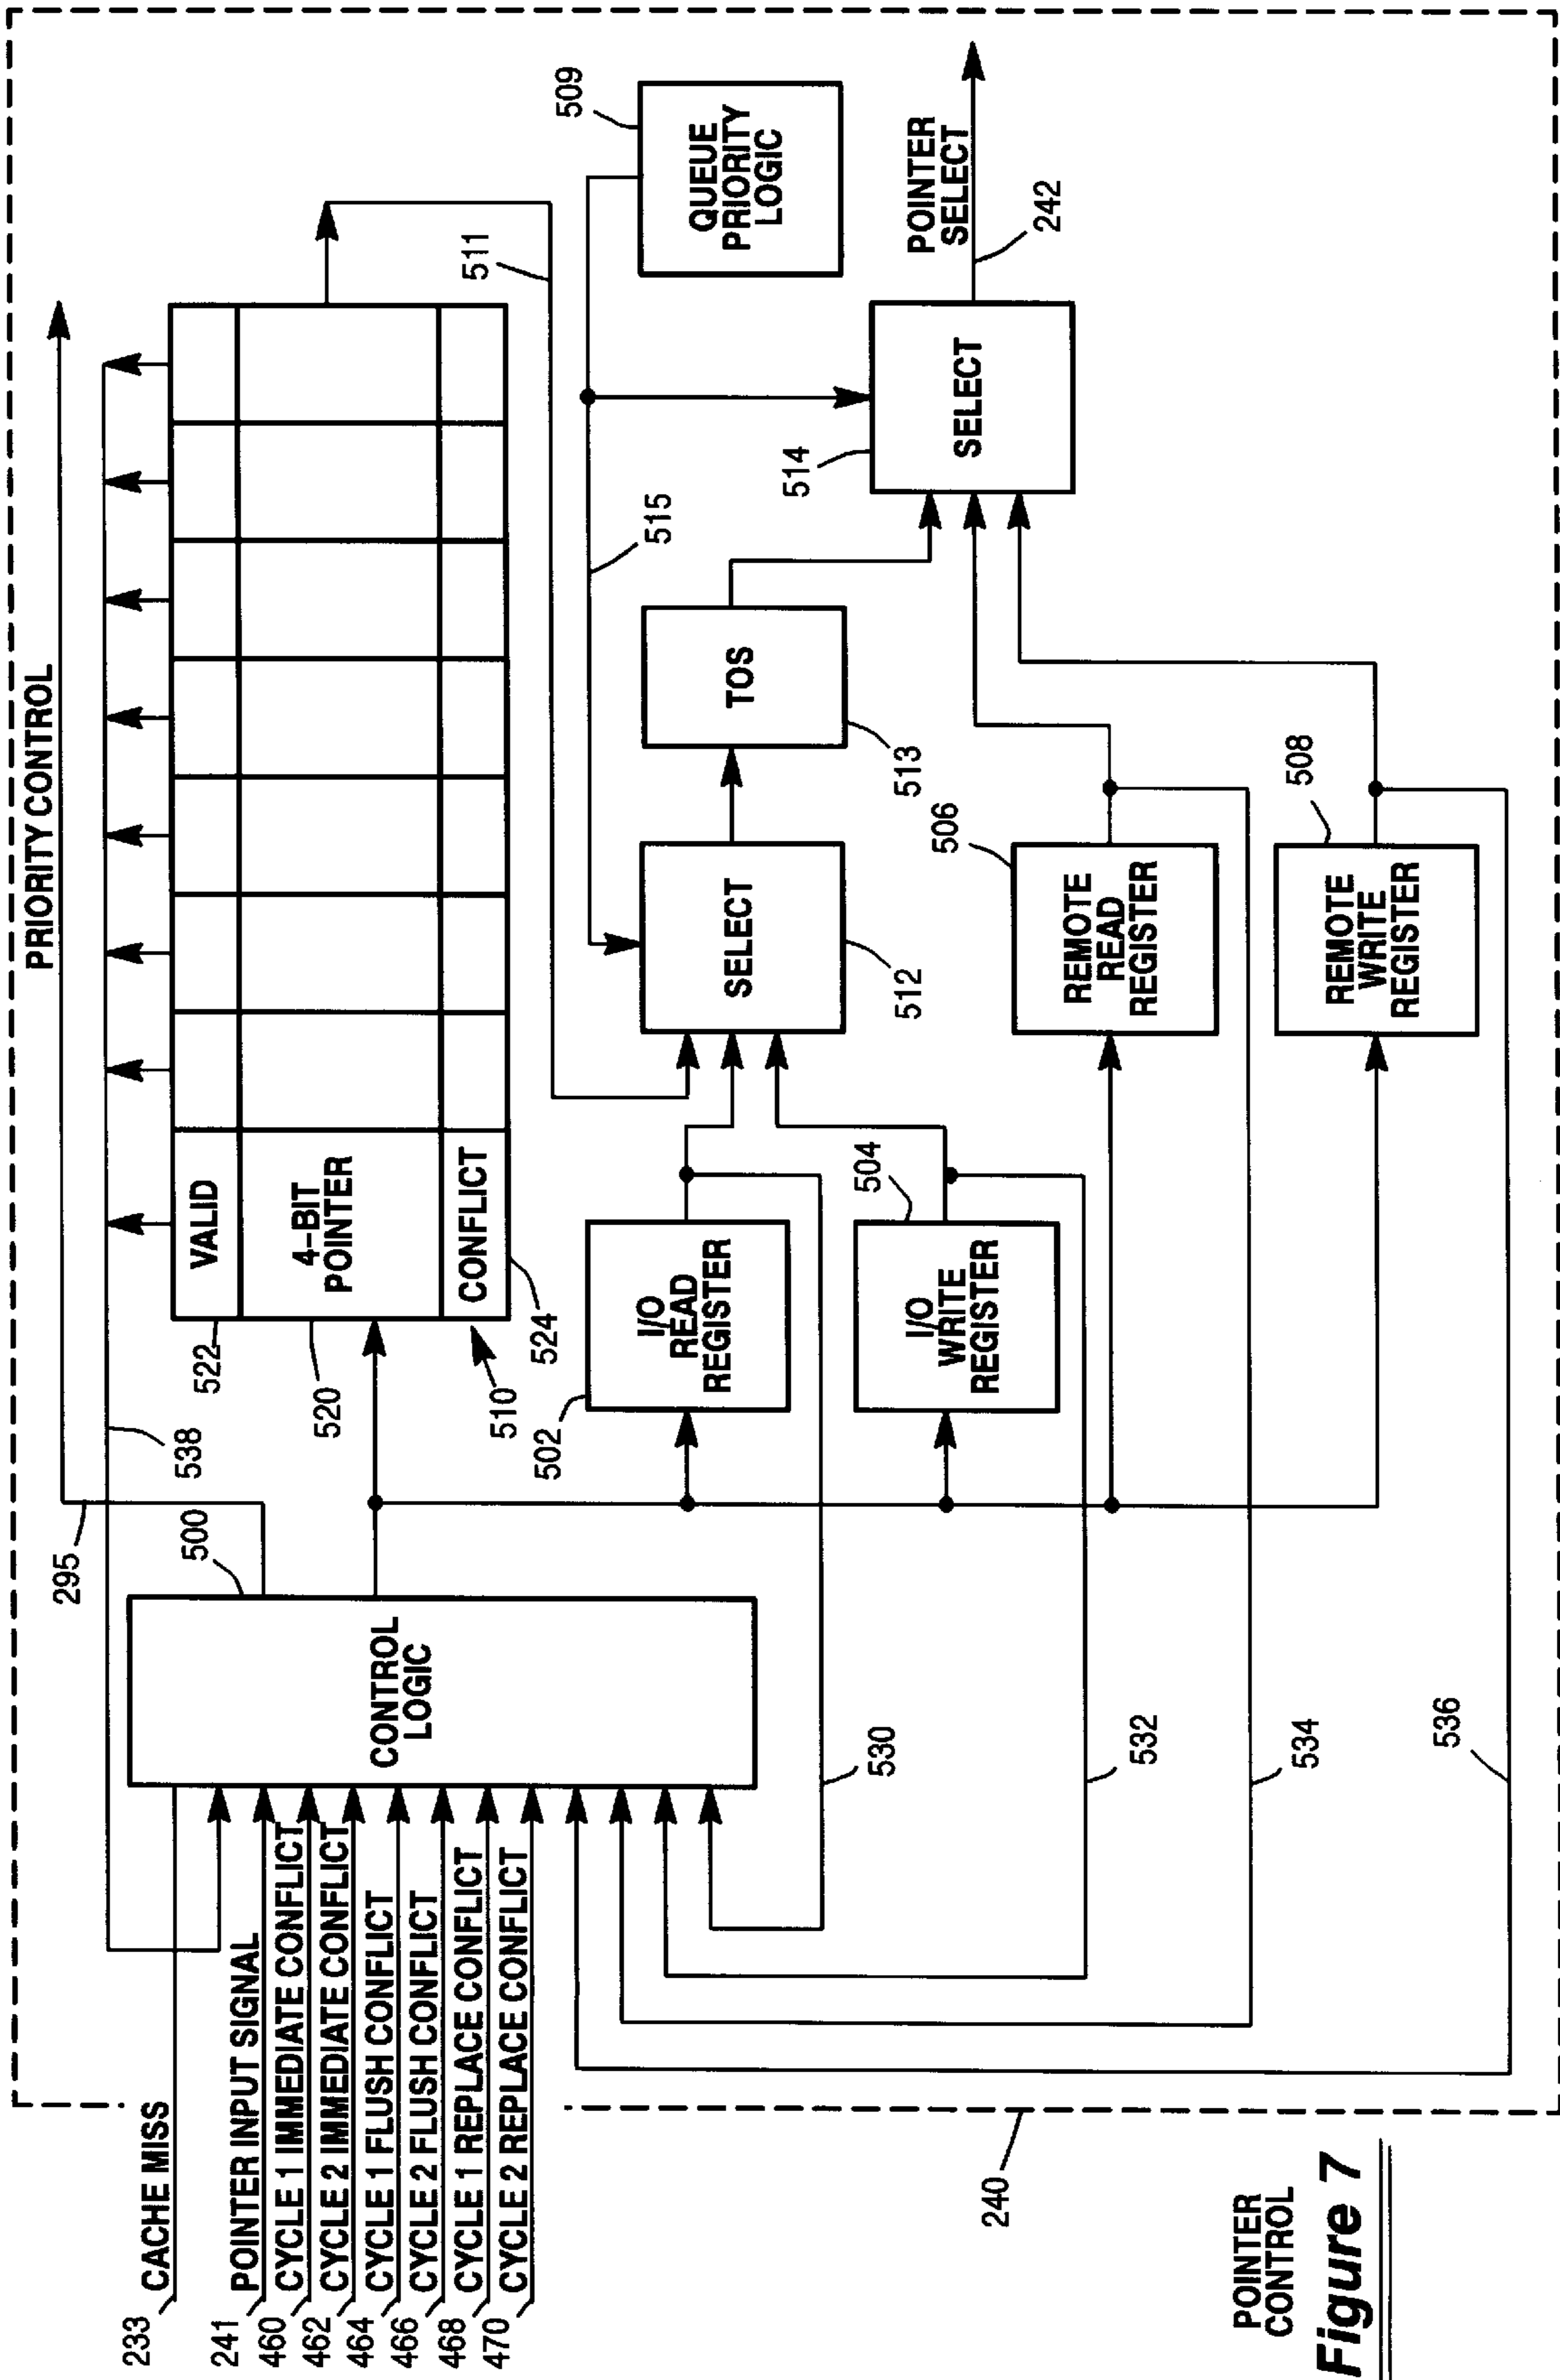 PRIORITY CONTROL
295
538
500
CONTROL
LOGIC
233
CACHE MISS
241
POINTER INPUT SIGNAL
460
CYCLE 1 IMMEDIATE CONFLICT
462
CYCLE 2 IMMEDIATE CONFLICT
464
CYCLE 1 FLUSH CONFLICT
466
CYCLE 2 FLUSH CONFLICT
468
CYCLE 1 REPLACE CONFLICT
470
CYCLE 2 REPLACE CONFLICT
522
VALID
520
4-BIT
POINTER
510
CONFLICT
524
511
509
QUEUE
PRIORITY
LOGIC
502
I/O
READ
REGISTER
504
I/O
WRITE
REGISTER
SELECT
512
TOS
513
515
514
SELECT
POINTER
SELECT
242
506
REMOTE
READ
REGISTER
508
REMOTE
WRITE
REGISTER
530
532
534
536
240
POINTER
CONTROL
Figure 7